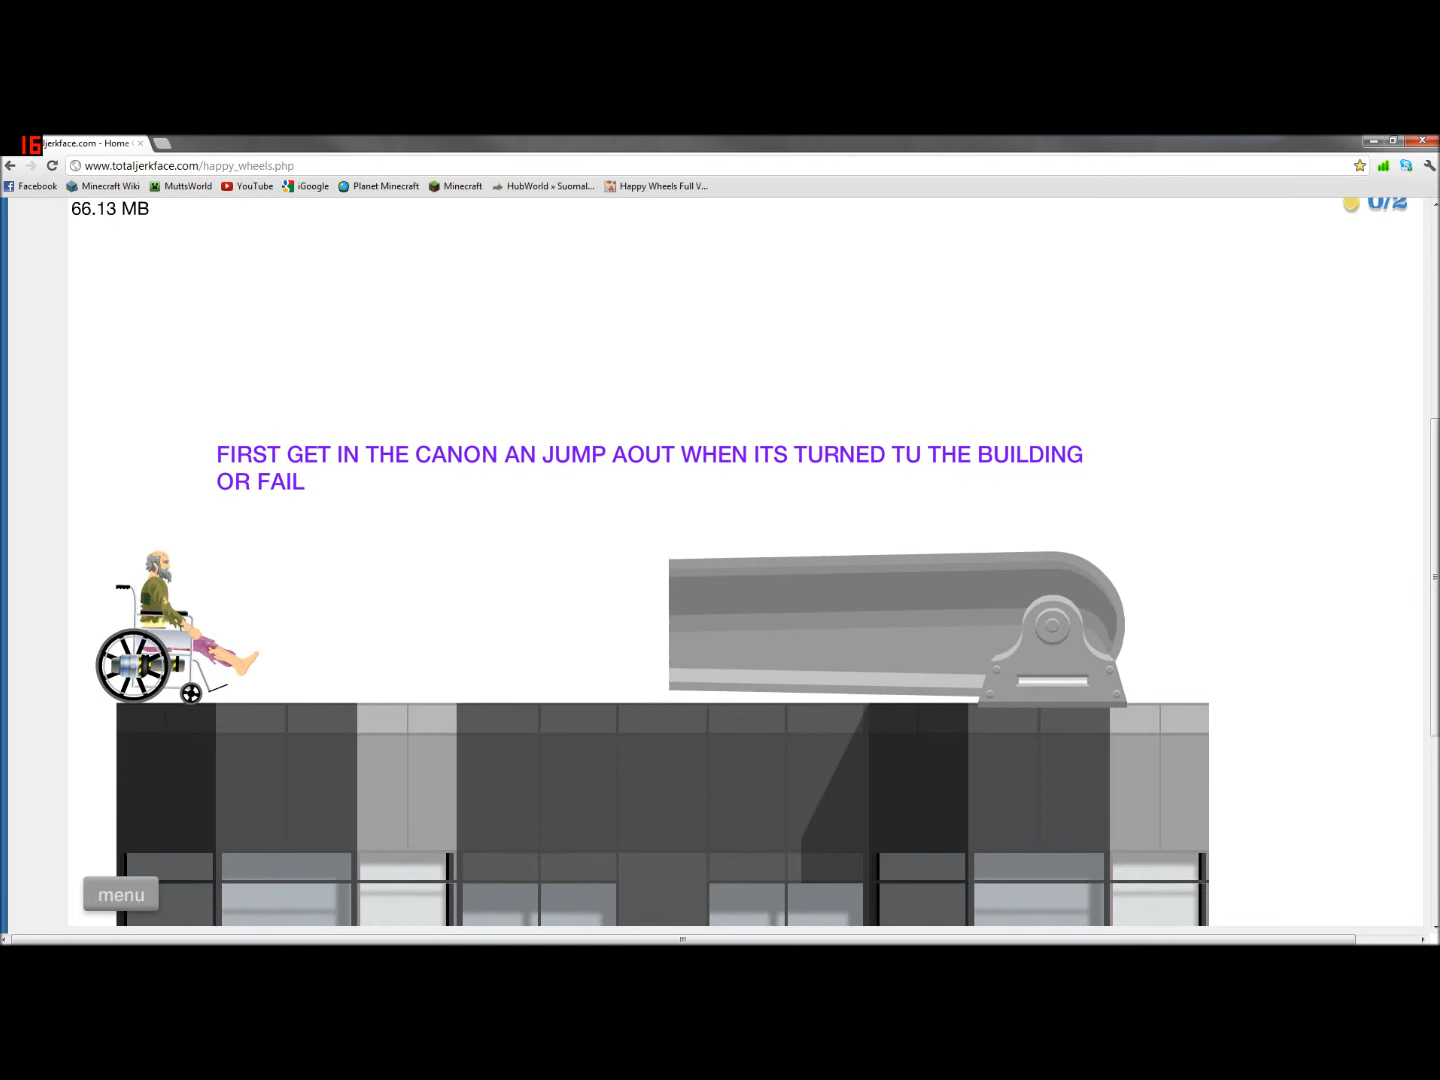 16
jerkface.com - Home
www.totaljerkface.com/happy_wheels.php
Facebook Minecraft Wiki MuttsWorld YouTube iGoogle Planet Minecraft Minecraft HubWorld » Suomal... Happy Wheels Full V...
66.13 MB
0/2
FIRST GET IN THE CANON AN JUMP AOUT WHEN ITS TURNED TU THE BUILDING
OR FAIL
menu